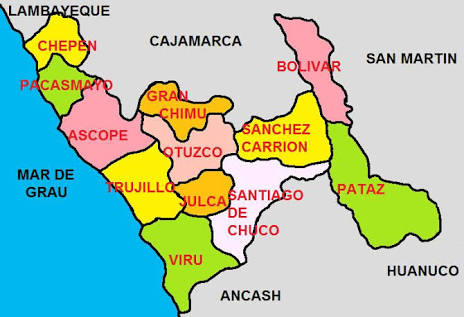 LAMBAYEQUE
CHEPEN
CAJAMARCA
SAN MARTIN
BOLIVAR
PACASMAYO
GRAN
CHIMU
ASCOPE
SANCHEZ
CARRION
OTUZCO
MAR DE
GRAU
TRUJILLO
JULCA
SANTIAGO
DE
CHUCO
PATAZ
VIRU
HUANUCO
ANCASH